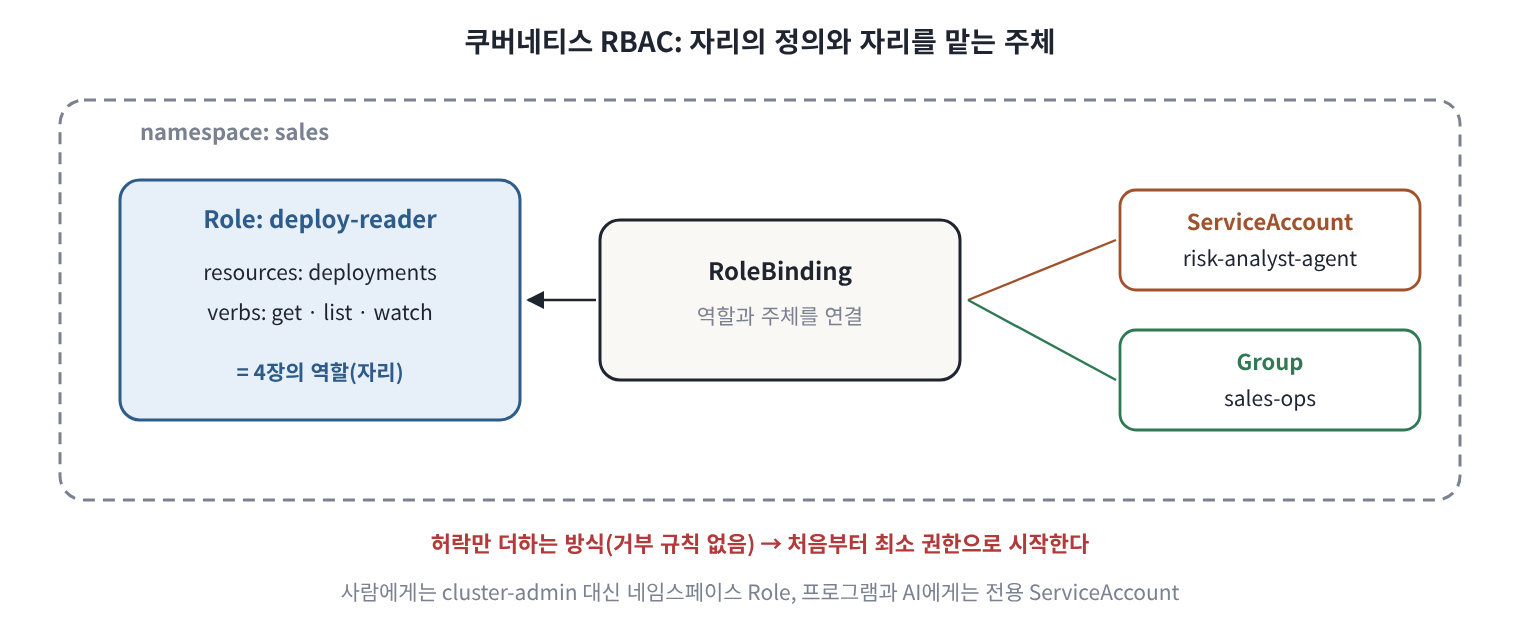 쿠버네티스 RBAC: 자리의 정의와 자리를 맡는 주체
namespace: sales
Role: deploy-reader
resources: deployments
verbs: get · list · watch
= 4장의 역할(자리)
RoleBinding
역할과 주체를 연결
ServiceAccount
risk-analyst-agent
Group
sales-ops
허락만 더하는 방식(거부 규칙 없음) → 처음부터 최소 권한으로 시작한다
사람에게는 cluster-admin 대신 네임스페이스 Role, 프로그램과 AI에게는 전용 ServiceAccount